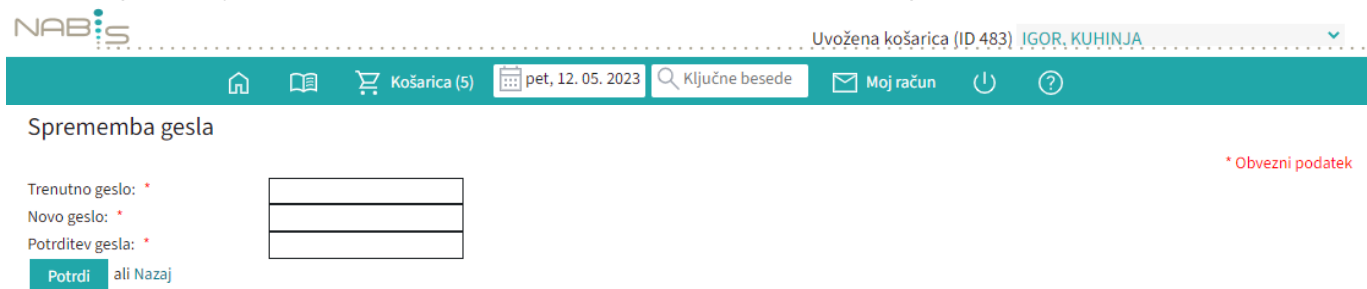 NABIS
Uvožena košarica (ID 483) IGOR, KUHINJA
Košarica (5) pet, 12. 05. 2023 Ključne besede Moj račun
Sprememba gesla
* Obvezni podatek
Trenutno geslo: *
Novo geslo: *
Potrditev gesla: *
Potrdi ali Nazaj